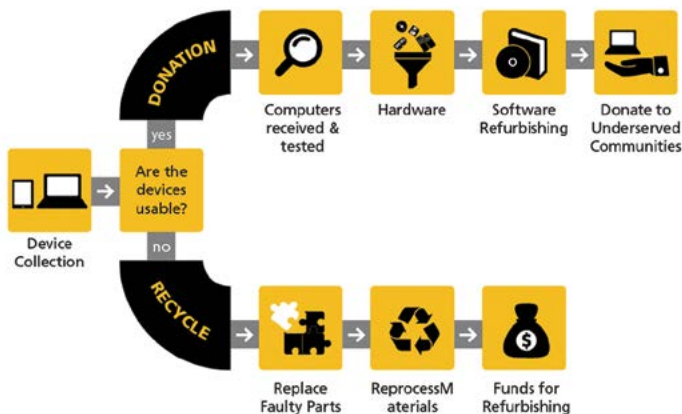 DONATION
Computers
received &
tested
Hardware
Software
Refurbishing
Donate to
Underserved
Communities
yes
Are the
devices
usable?
Device
Collection
no
RECYCLE
Replace
Faulty Parts
ReprocessM
aterials
$
Funds for
Refurbishing